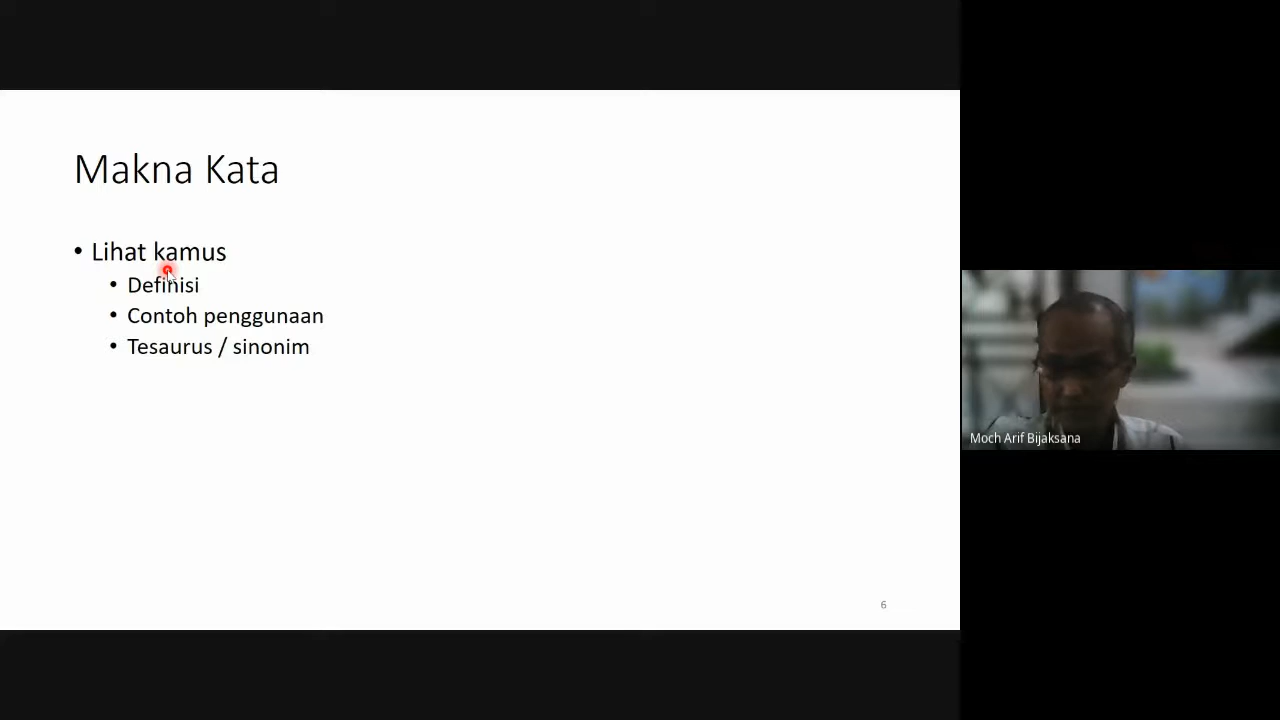 Makna Kata
• Lihat kamus
• Definisi
• Contoh penggunaan
• Tesaurus / sinonim
6
Moch Arif Bijaksana